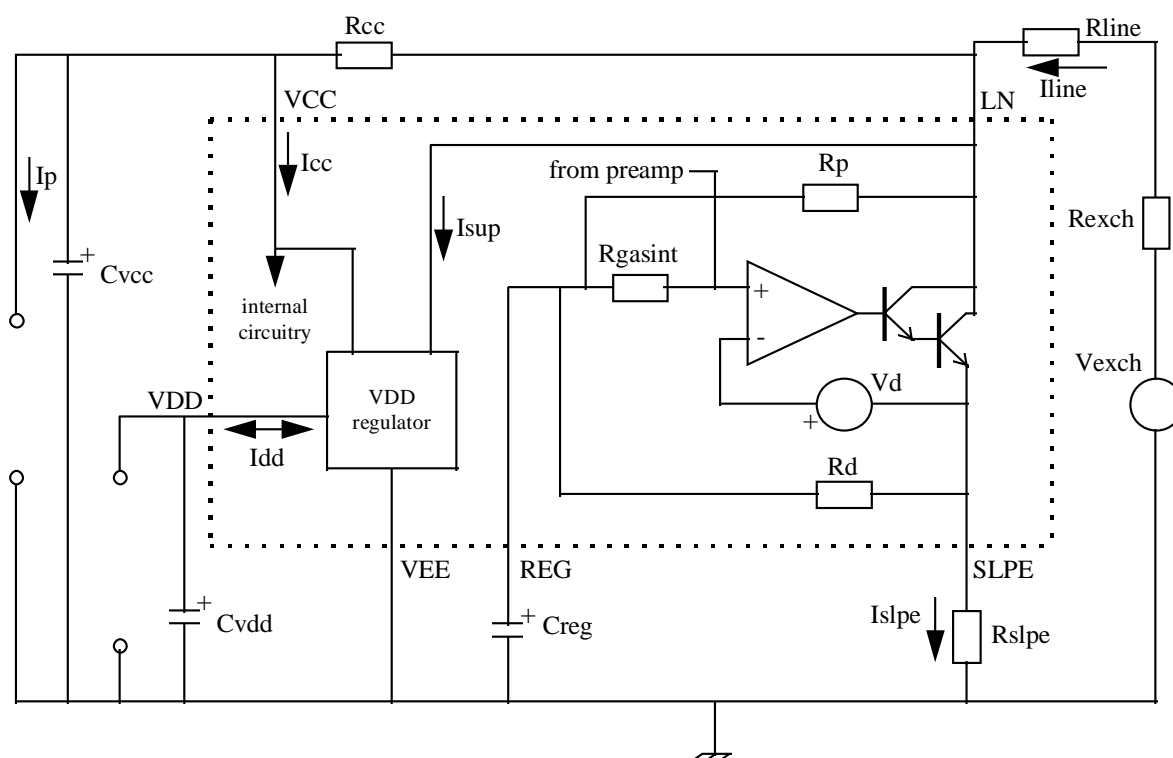 Rcc
Rline
Iline
VCC
LN
Icc
Ip
from preamp
Rp
Isup
Rexch
Rgasint
+
Cvcc
+
internal
circuitry
-
Vexch
VDD
VDD
regulator
Vd
+
Idd
Rd
VEE
REG
SLPE
+
Cvdd
+
Creg
Islpe
Rslpe